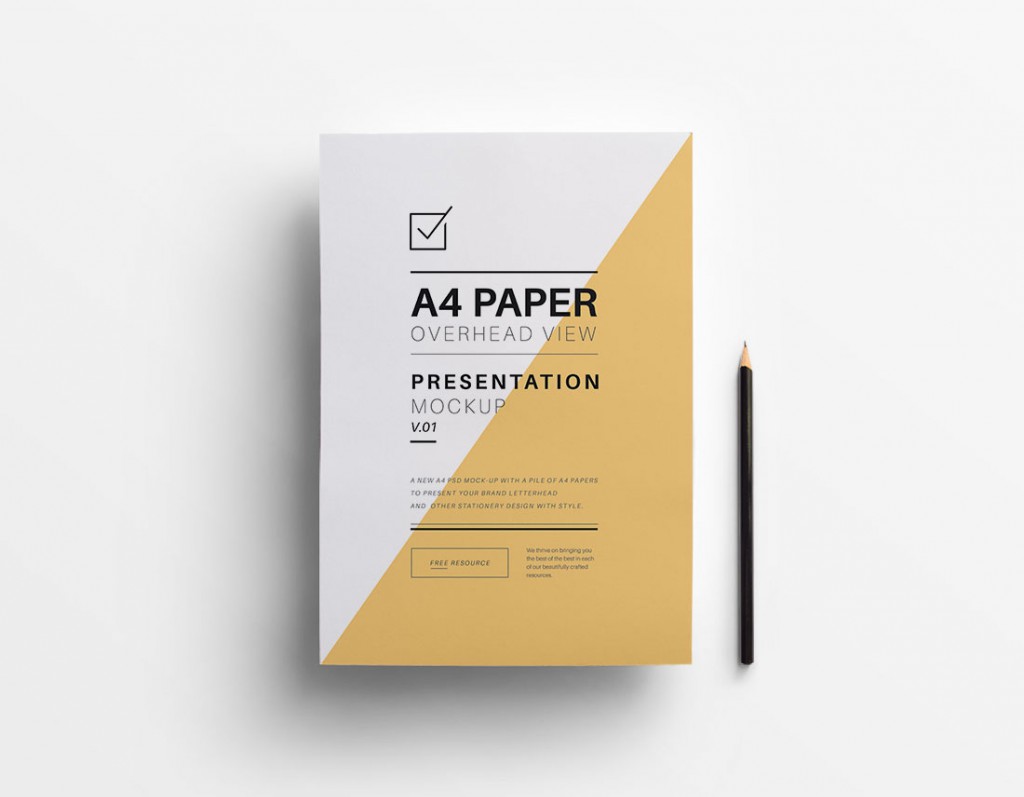 A4 PAPER
OVERHEAD VIEW
PRESENTATION
MOCKUP
V.01
A NEW A4 PSD MOCK-UP WITH A PILE OF A4 PAPERS
TO PRESENT YOUR BRAND LETTERHEAD
AND OTHER STATIONERY DESIGN WITH STYLE.
FREE RESOURCE
We thrive on bringing you
the best of the best in each
of our beautifully crafted
resources.